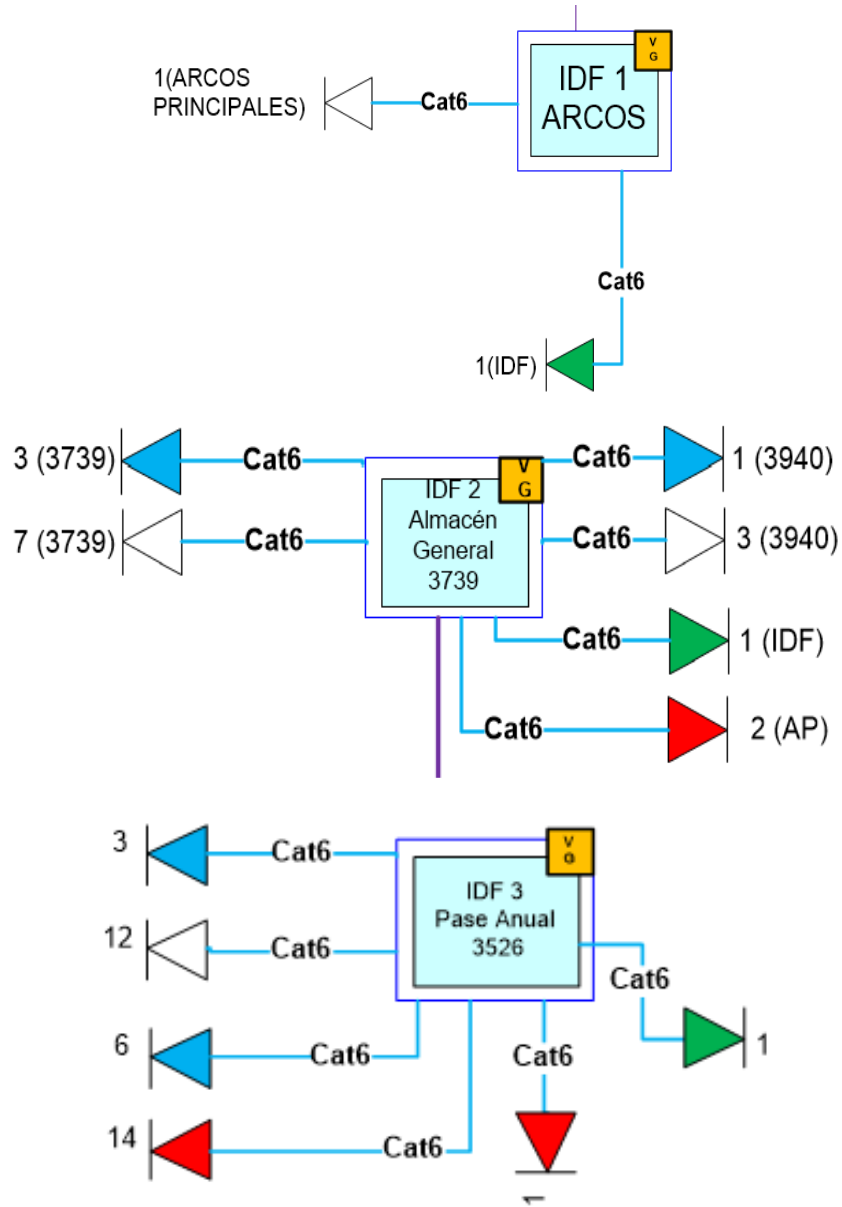 V
G
IDF 1
ARCOS
1(ARCOS
PRINCIPALES)
Cat6
Cat6
1(IDF)
3 (3739)
Cat6
V
G
Cat6
1 (3940)
IDF 2
Almacén
General
3739
7 (3739)
Cat6
Cat6
3 (3940)
Cat6
1 (IDF)
Cat6
2 (AP)
3
Cat6
V
G
IDF 3
Pase Anual
3526
12
Cat6
Cat6
1
6
Cat6
Cat6
14
Cat6
1